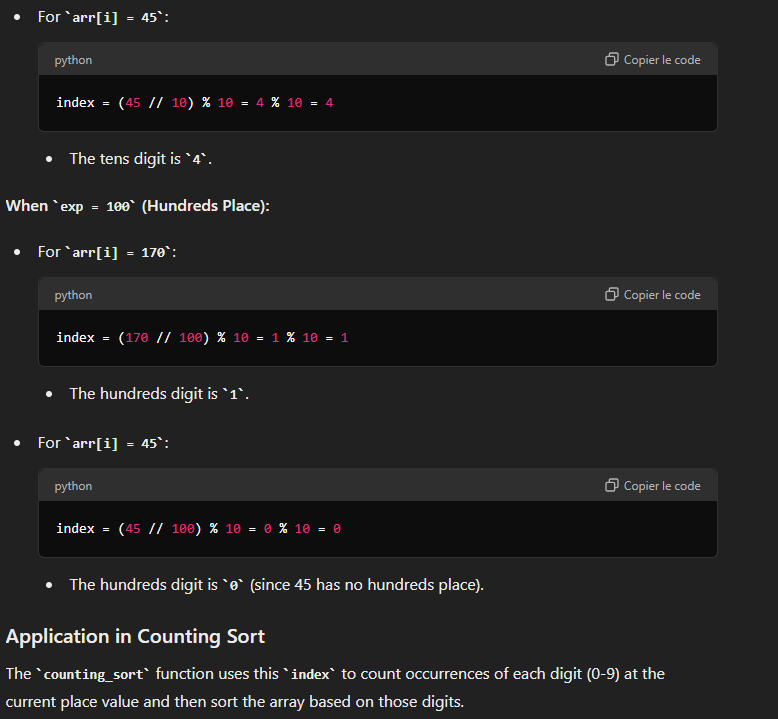 • For `arr[i] = 45`:
python Copier le code
index = (45 // 10) % 10 = 4 % 10 = 4
• The tens digit is `4`.
When `exp = 100` (Hundreds Place):
• For `arr[i] = 170`:
python Copier le code
index = (170 // 100) % 10 = 1 % 10 = 1
• The hundreds digit is `1`.
• For `arr[i] = 45`:
python Copier le code
index = (45 // 100) % 10 = 0 % 10 = 0
• The hundreds digit is `0` (since 45 has no hundreds place).
Application in Counting Sort
The `counting_sort` function uses this `index` to count occurrences of each digit (0-9) at the
current place value and then sort the array based on those digits.